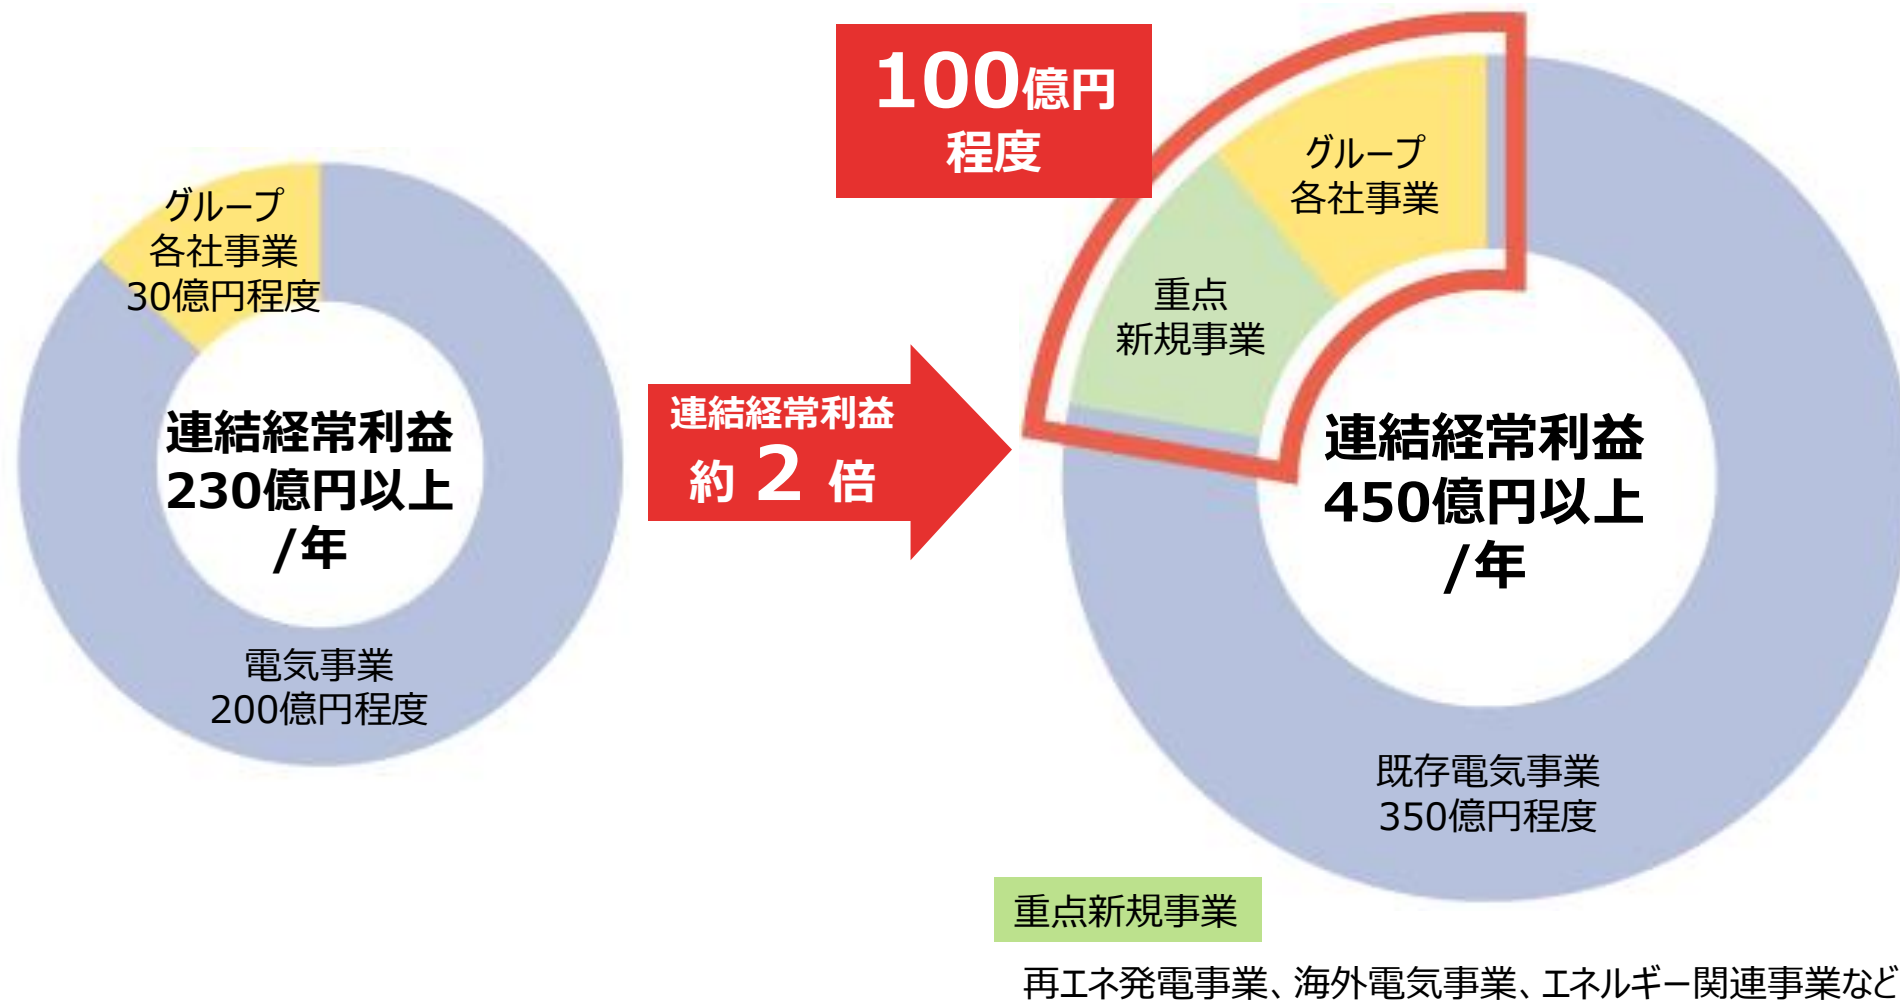 グループ
各社事業
30億円程度
連結経常利益
230億円以上
/年
電気事業
200億円程度
連結経常利益
約 2 倍
100億円
程度
グループ
各社事業
重点
新規事業
連結経常利益
450億円以上
/年
既存電気事業
350億円程度
重点新規事業
再エネ発電事業、海外電気事業、エネルギー関連事業など